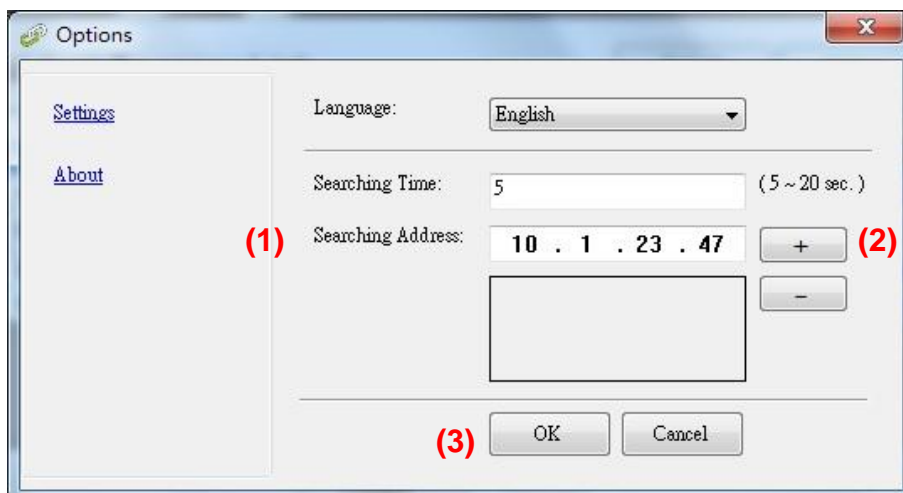 Options
Settings
About
Language:
English
Searching Time:
5
( 5 ~ 20 sec. )
(1)
Searching Address:
10 . 1 . 23 . 47
+
(2)
−
(3)
OK
Cancel